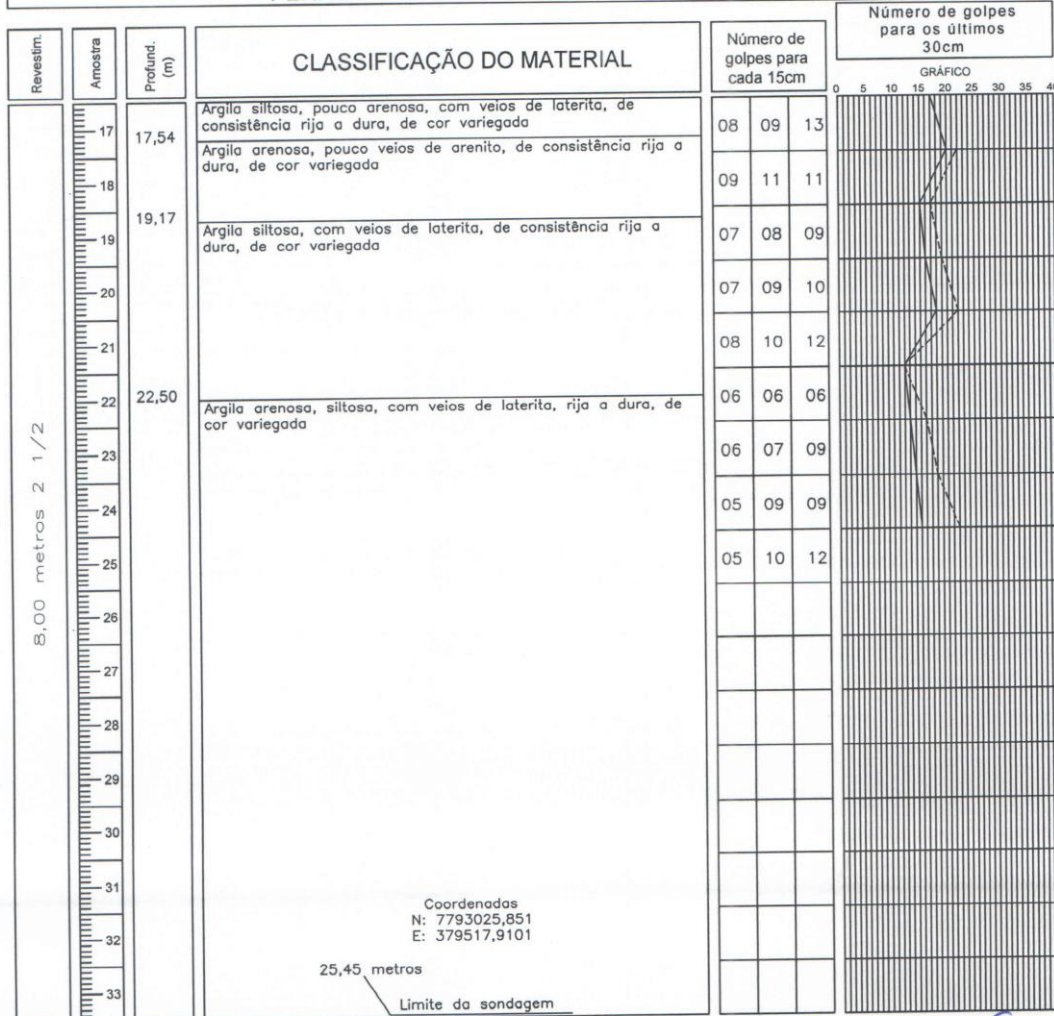 Revestim.
Amostra
Profund.
(m)
CLASSIFICAÇÃO DO MATERIAL
Número de
golpes para
cada 15cm
Número de golpes
para os últimos
30cm
GRÁFICO
0 5 10 15 20 25 30 35 40
8,00 metros 2 1/2
17
18
19
20
21
22
23
24
25
26
27
28
29
30
31
32
33
17,54
19,17
22,50
Argila siltosa, pouco arenosa, com veios de laterita, de
consistência rija a dura, de cor variegada
Argila arenosa, pouco veios de arenito, de consistência rija a
dura, de cor variegada
Argila siltosa, com veios de laterita, de consistência rija a
dura, de cor variegada
Argila arenosa, siltosa, com veios de laterita, rija a dura, de
cor variegada
08 09 13
09 11 11
07 08 09
07 09 10
08 10 12
06 06 06
06 07 09
05 09 09
05 10 12
Coordenadas
N: 7793025,851
E: 379517,9101
25,45 metros
Limite da sondagem